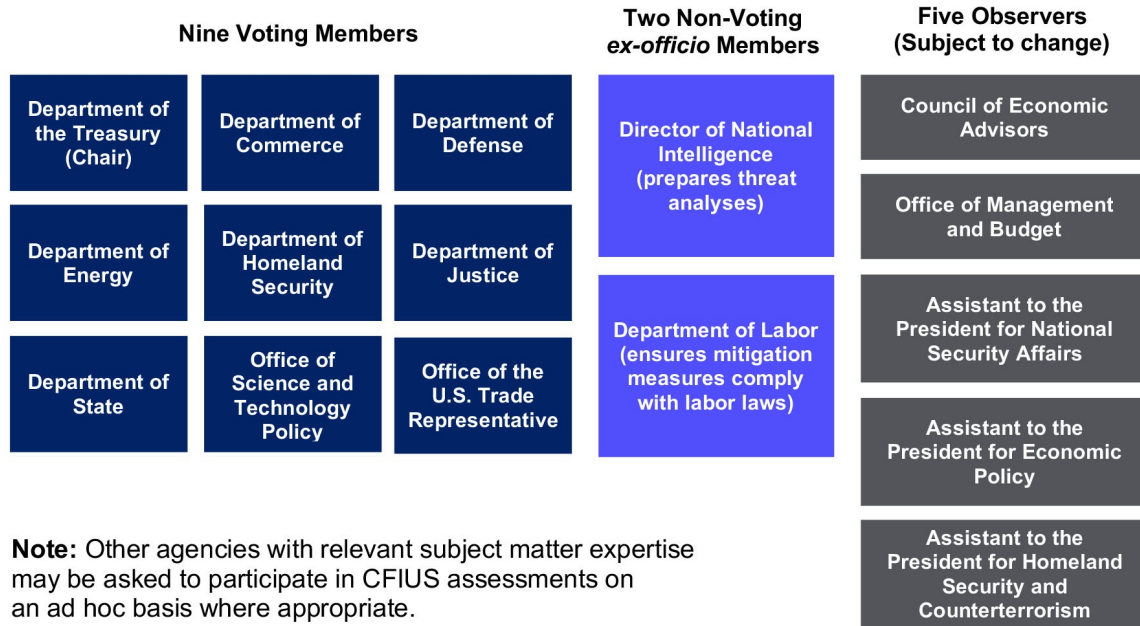 Nine Voting Members
Department of
the Treasury
(Chair)
Department of
Commerce
Department of
Defense
Department of
Energy
Department of
Homeland
Security
Department of
Justice
Department of
State
Office of
Science and
Technology
Policy
Office of the
U.S. Trade
Representative
Two Non-Voting
ex-officio Members
Director of National
Intelligence
(prepares threat
analyses)
Department of Labor
(ensures mitigation
measures comply
with labor laws)
Five Observers
(Subject to change)
Council of Economic
Advisors
Office of Management
and Budget
Assistant to the
President for National
Security Affairs
Assistant to the
President for Economic
Policy
Assistant to the
President for Homeland
Security and
Counterterrorism
Note: Other agencies with relevant subject matter expertise
may be asked to participate in CFIUS assessments on
an ad hoc basis where appropriate.